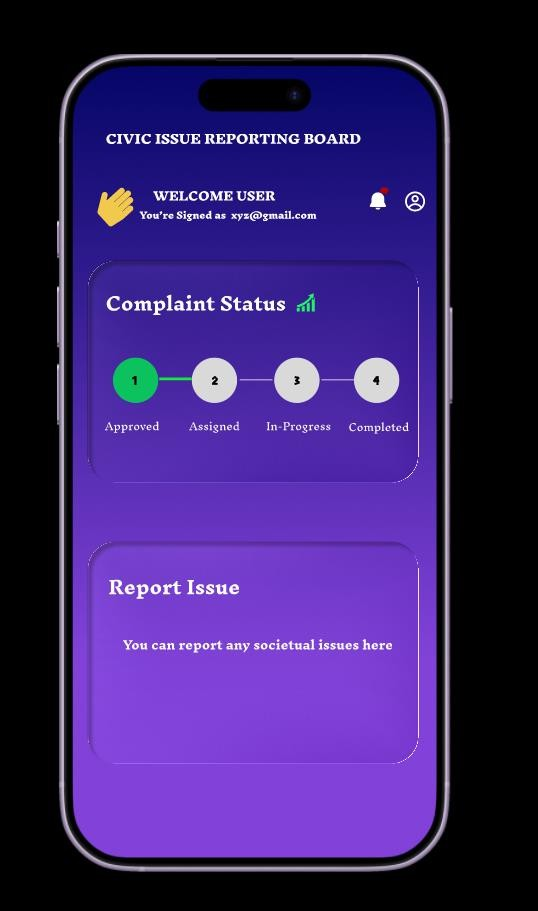 CIVIC ISSUE REPORTING BOARD
WELCOME USER
You're Signed as xyz@gmail.com
Complaint Status
1 2 3 4
Approved Assigned In-Progress Completed
Report Issue
You can report any societual issues here